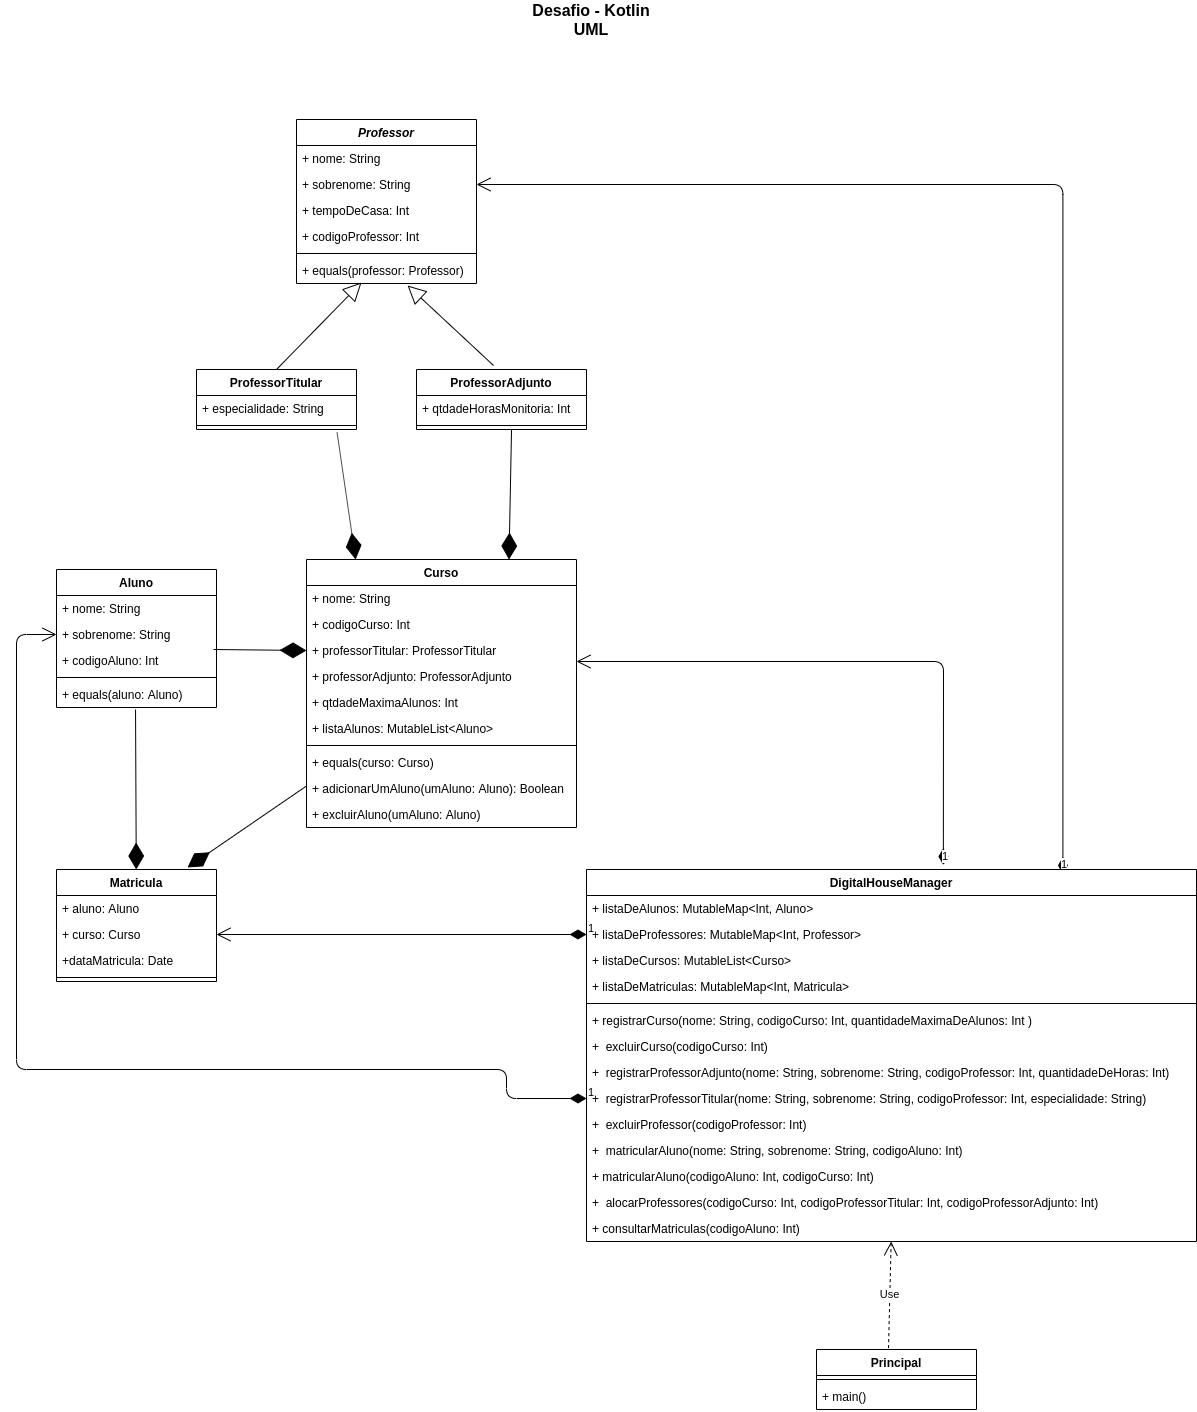 Desafio - Kotlin
UML
Professor
+ nome: String
+ sobrenome: String
+ tempoDeCasa: Int
+ codigoProfessor: Int
+ equals(professor: Professor)
ProfessorTitular
+ especialidade: String
ProfessorAdjunto
+ qtdadeHorasMonitoria: Int
Aluno
+ nome: String
+ sobrenome: String
+ codigoAluno: Int
+ equals(aluno: Aluno)
Curso
+ nome: String
+ codigoCurso: Int
+ professorTitular: ProfessorTitular
+ professorAdjunto: ProfessorAdjunto
+ qtdadeMaximaAlunos: Int
+ listaAlunos: MutableList<Aluno>
+ equals(curso: Curso)
+ adicionarUmAluno(umAluno: Aluno): Boolean
+ excluirAluno(umAluno: Aluno)
Matricula
+ aluno: Aluno
+ curso: Curso
+dataMatricula: Date
1
1
DigitalHouseManager
+ listaDeAlunos: MutableMap<Int, Aluno>
1
+ listaDeProfessores: MutableMap<Int, Professor>
+ listaDeCursos: MutableList<Curso>
+ listaDeMatriculas: MutableMap<Int, Matricula>
+ registrarCurso(nome: String, codigoCurso: Int, quantidadeMaximaDeAlunos: Int )
+ excluirCurso(codigoCurso: Int)
+ registrarProfessorAdjunto(nome: String, sobrenome: String, codigoProfessor: Int, quantidadeDeHoras: Int)
1
+ registrarProfessorTitular(nome: String, sobrenome: String, codigoProfessor: Int, especialidade: String)
+ excluirProfessor(codigoProfessor: Int)
+ matricularAluno(nome: String, sobrenome: String, codigoAluno: Int)
+ matricularAluno(codigoAluno: Int, codigoCurso: Int)
+ alocarProfessores(codigoCurso: Int, codigoProfessorTitular: Int, codigoProfessorAdjunto: Int)
+ consultarMatriculas(codigoAluno: Int)
Use
Principal
+ main()